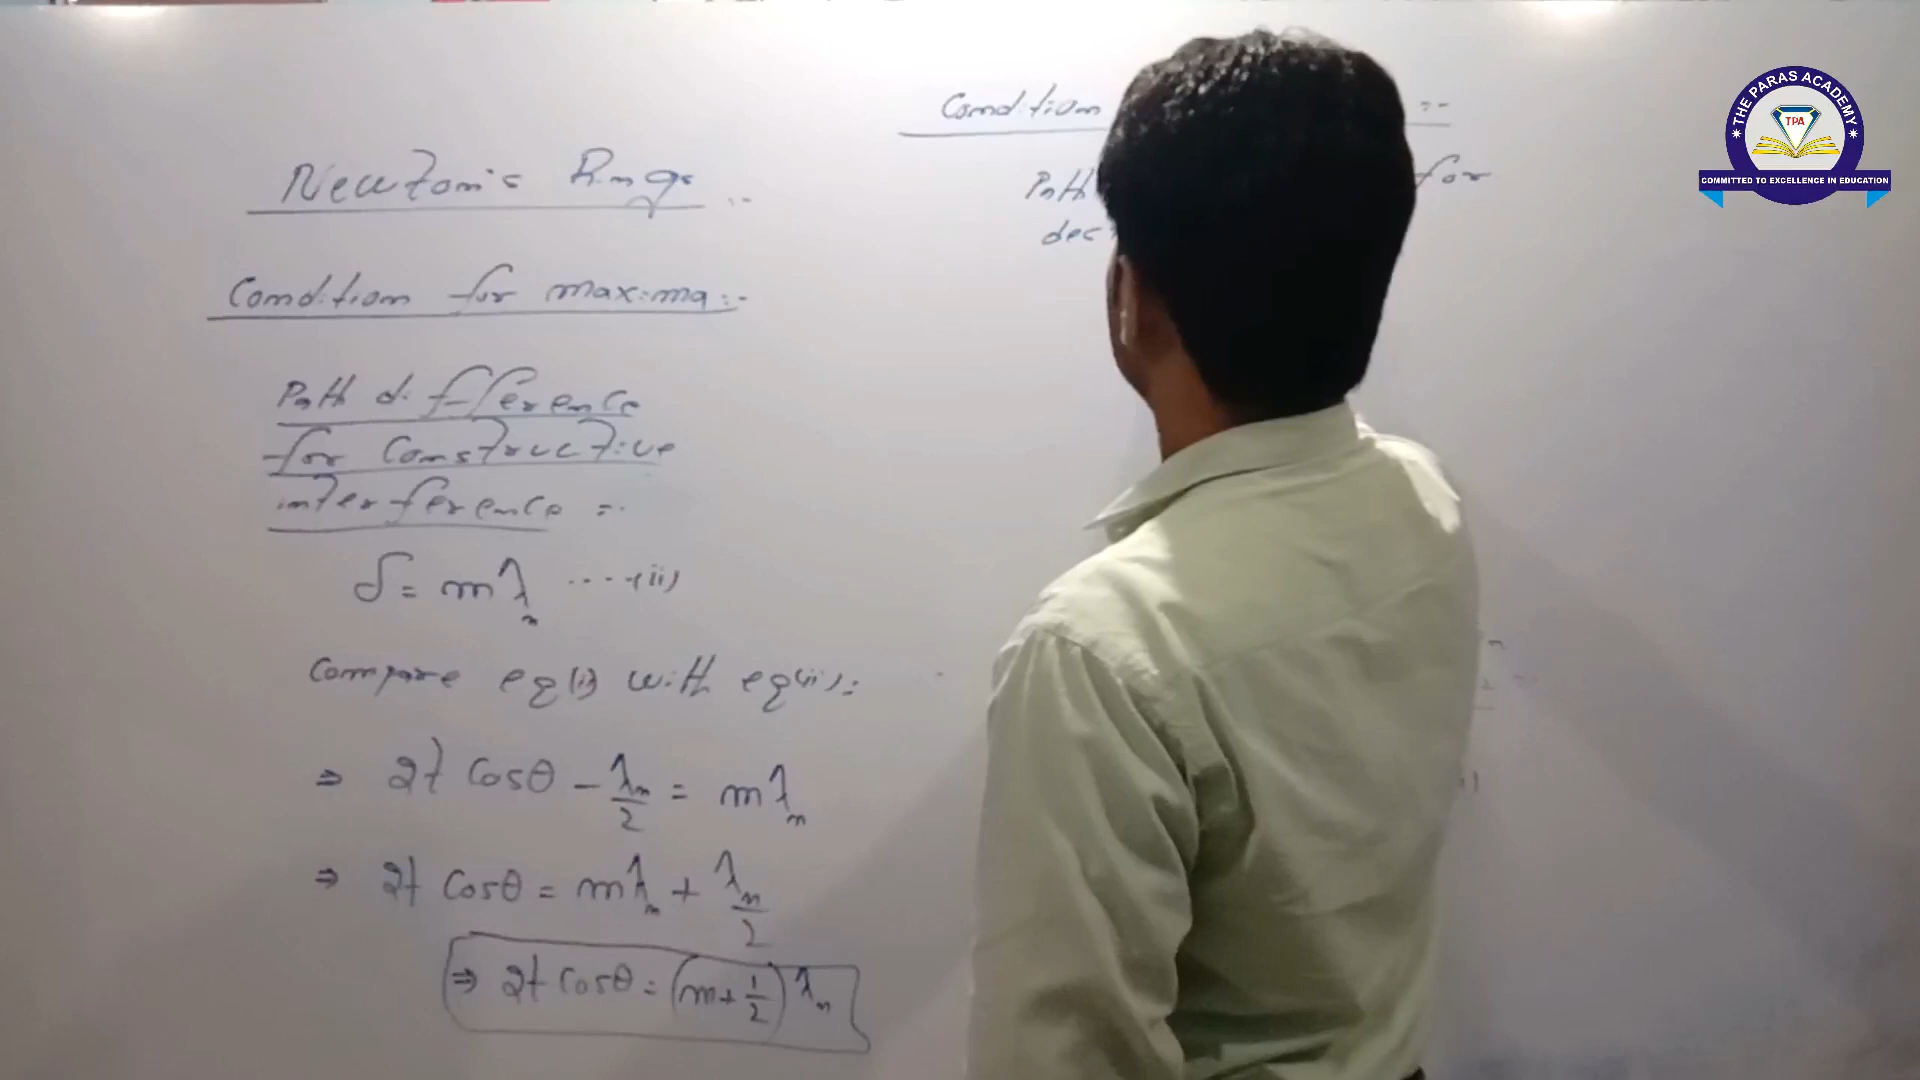 Newton's Rings :-
Condition for maxima :-
Path difference
for constructive
interference :-
δ = mλn ....(ii)
Compare eq(i) with eq(ii):
⇒ 2t Cosθ - λn/2 = mλn
⇒ 2t Cosθ = mλn + λn/2
⇒ 2t Cosθ = (m + 1/2) λn
Condition :-
Path for
THE PARAS ACADEMY
TPA
COMMITTED TO EXCELLENCE IN EDUCATION